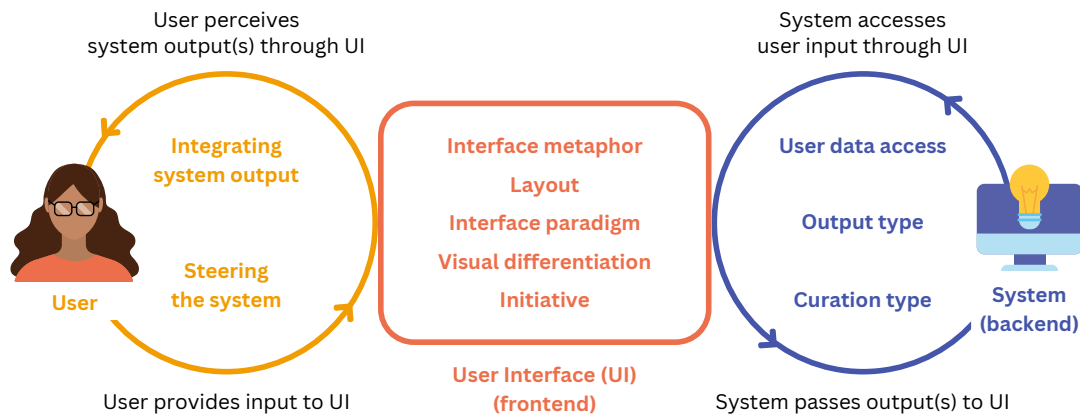 User perceives
system output(s) through UI
Integrating
system output
Steering
the system
User
User provides input to UI
Interface metaphor
Layout
Interface paradigm
Visual differentiation
Initiative
User Interface (UI)
(frontend)
System accesses
user input through UI
User data access
Output type
Curation type
System
(backend)
System passes output(s) to UI